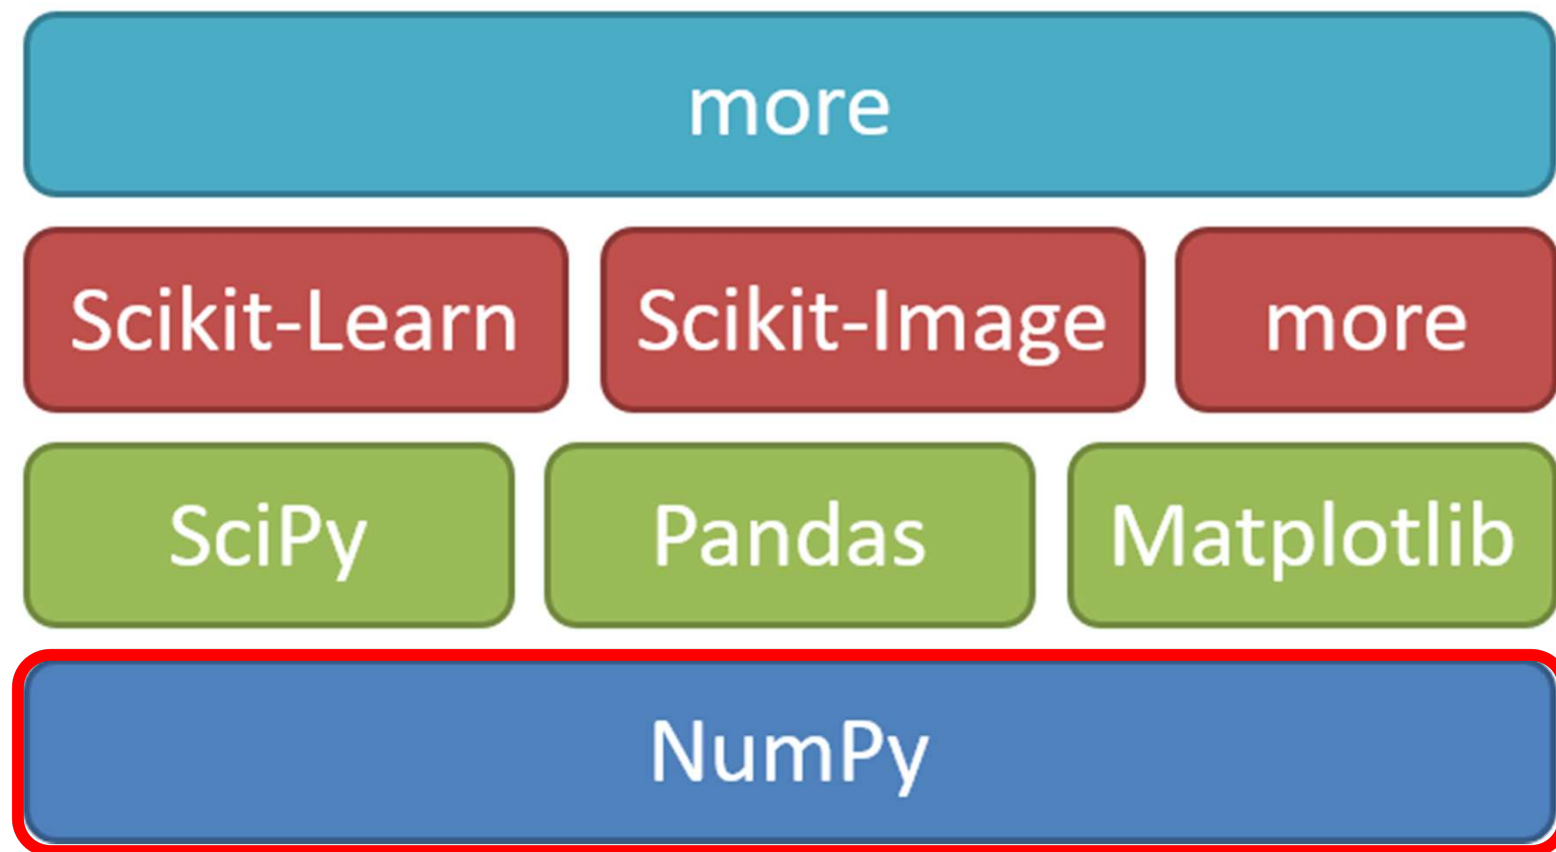 more
Scikit-Learn
Scikit-Image
more
SciPy
Pandas
Matplotlib
NumPy